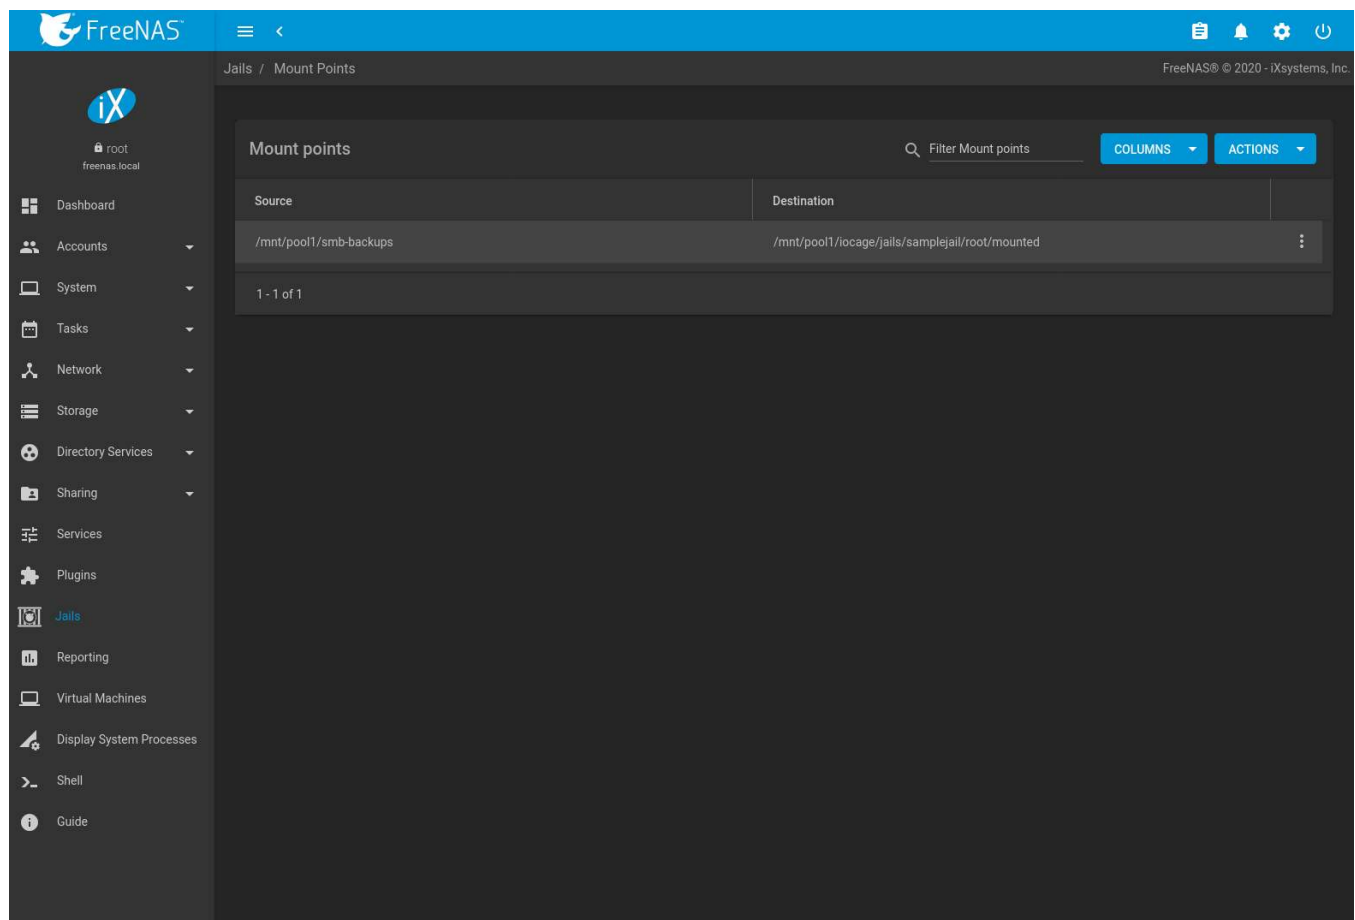 FreeNAS™
Jails / Mount Points
FreeNAS® © 2020 - iXsystems, Inc.
iX
root
freenas.local
Dashboard
Accounts
System
Tasks
Network
Storage
Directory Services
Sharing
Services
Plugins
Jails
Reporting
Virtual Machines
Display System Processes
Shell
Guide
Mount points
Filter Mount points
COLUMNS
ACTIONS
Source Destination
/mnt/pool1/smb-backups /mnt/pool1/iocage/jails/samplejail/root/mounted
1 - 1 of 1